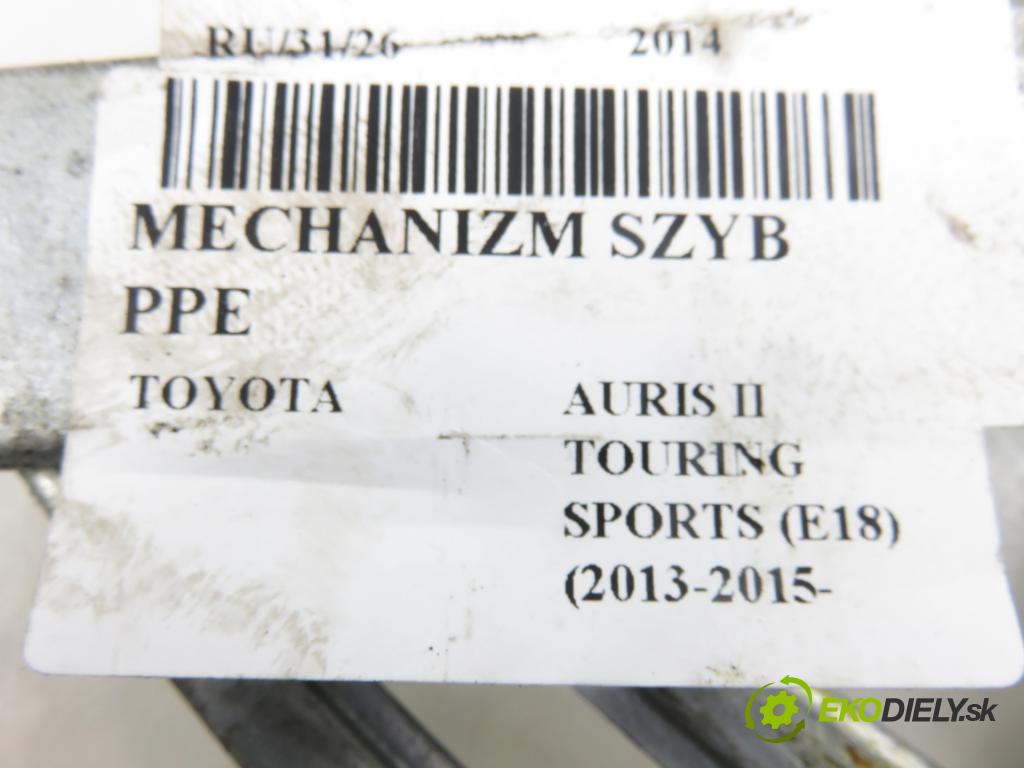 RU/31/26 2014
MECHANIZM SZYB
PPE
TOYOTA AURIS II
TOURING
SPORTS (E18)
(2013-2015-
EKODIELY.sk